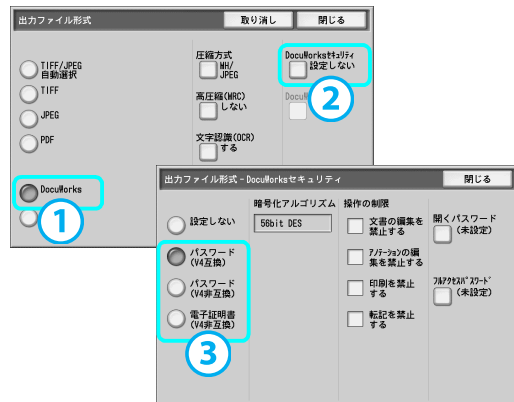 出力ファイル形式
取り消し
閉じる
TIFF/JPEG
自動選択
TIFF
JPEG
PDF
DocuWorks
圧縮方式
MH/
JPEG
高圧縮(MRC)
しない
文字認識(OCR)
する
DocuWorksｾｷｭﾘﾃｨ
設定しない
1
2
出力ファイル形式 - DocuWorksセキュリティ
閉じる
設定しない
パスワード
(V4互換)
パスワード
(V4非互換)
電子証明書
(V4非互換)
3
暗号化アルゴリズム
56bit DES
操作の制限
文書の編集を
禁止する
ｱﾉﾃｰｼｮﾝの編
集を禁止する
印刷を禁止
する
転記を禁止
する
開くパスワード
(未設定)
ﾌﾙｱｸｾｽﾊﾟｽﾜｰﾄﾞ
(未設定)